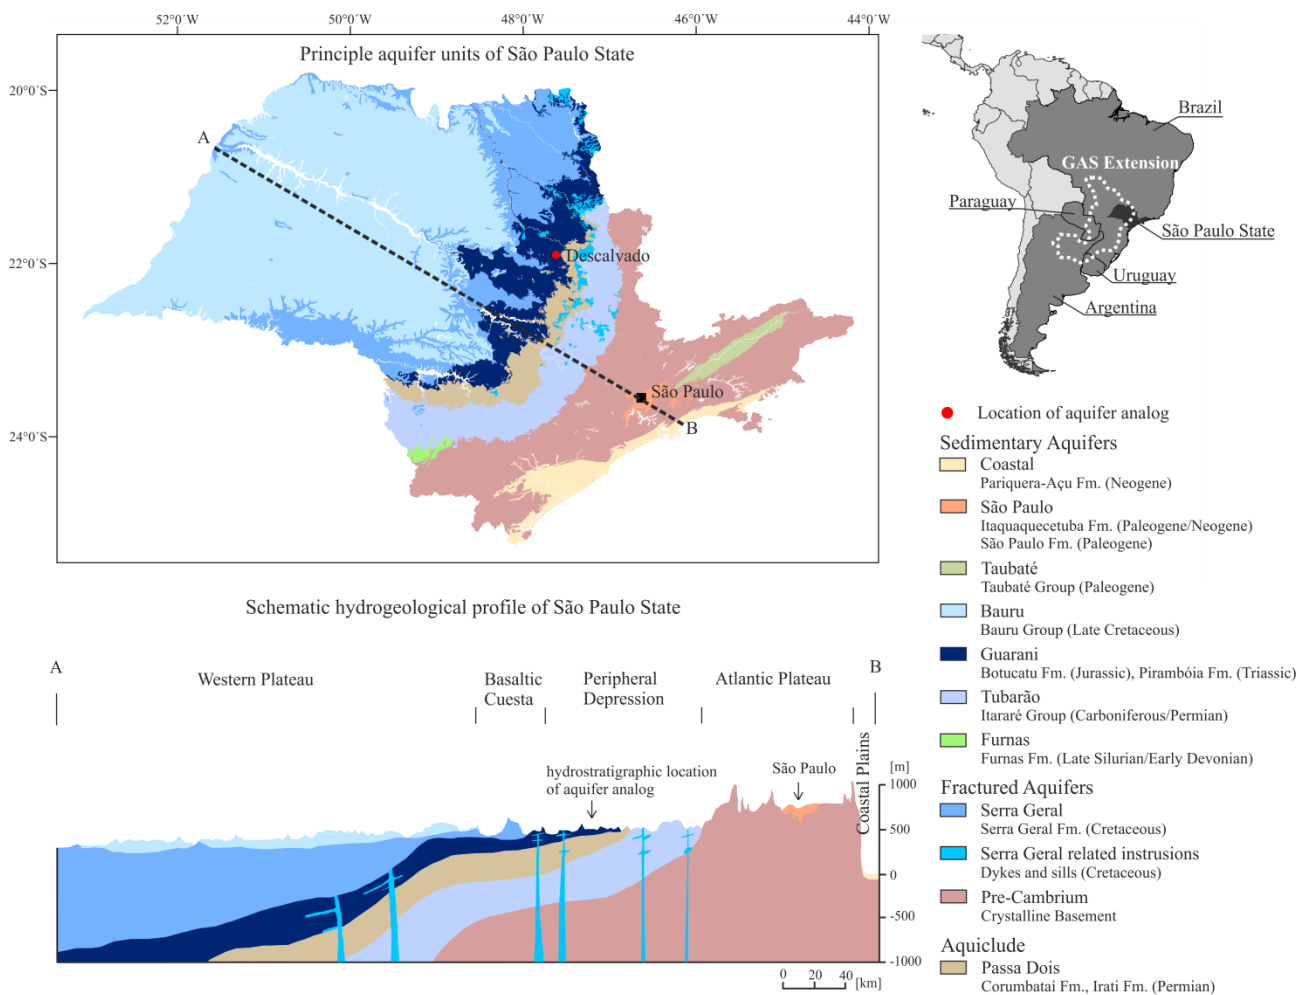 52°0'W 50°0'W 48°0'W 46°0'W 44°0'W
Principle aquifer units of São Paulo State
20°0'S
22°0'S
24°0'S
A
Descalvado
São Paulo
B
Brazil
GAS Extension
Paraguay
São Paulo State
Uruguay
Argentina
Location of aquifer analog
Sedimentary Aquifers
Coastal
Pariquera-Açu Fm. (Neogene)
São Paulo
Itaquaquecetuba Fm. (Paleogene/Neogene)
São Paulo Fm. (Paleogene)
Taubaté
Taubaté Group (Paleogene)
Bauru
Bauru Group (Late Cretaceous)
Guarani
Botucatu Fm. (Jurassic), Pirambóia Fm. (Triassic)
Tubarão
Itararé Group (Carboniferous/Permian)
Furnas
Furnas Fm. (Late Silurian/Early Devonian)
Fractured Aquifers
Serra Geral
Serra Geral Fm. (Cretaceous)
Serra Geral related instrusions
Dykes and sills (Cretaceous)
Pre-Cambrium
Crystalline Basement
Aquiclude
Passa Dois
Corumbataí Fm., Irati Fm. (Permian)
Schematic hydrogeological profile of São Paulo State
A
B
Western Plateau
Basaltic
Cuesta
Peripheral
Depression
Atlantic Plateau
Coastal Plains
hydrostratigraphic location
of aquifer analog
São Paulo
[m]
1000
500
0
-500
-1000
0 20 40 [km]